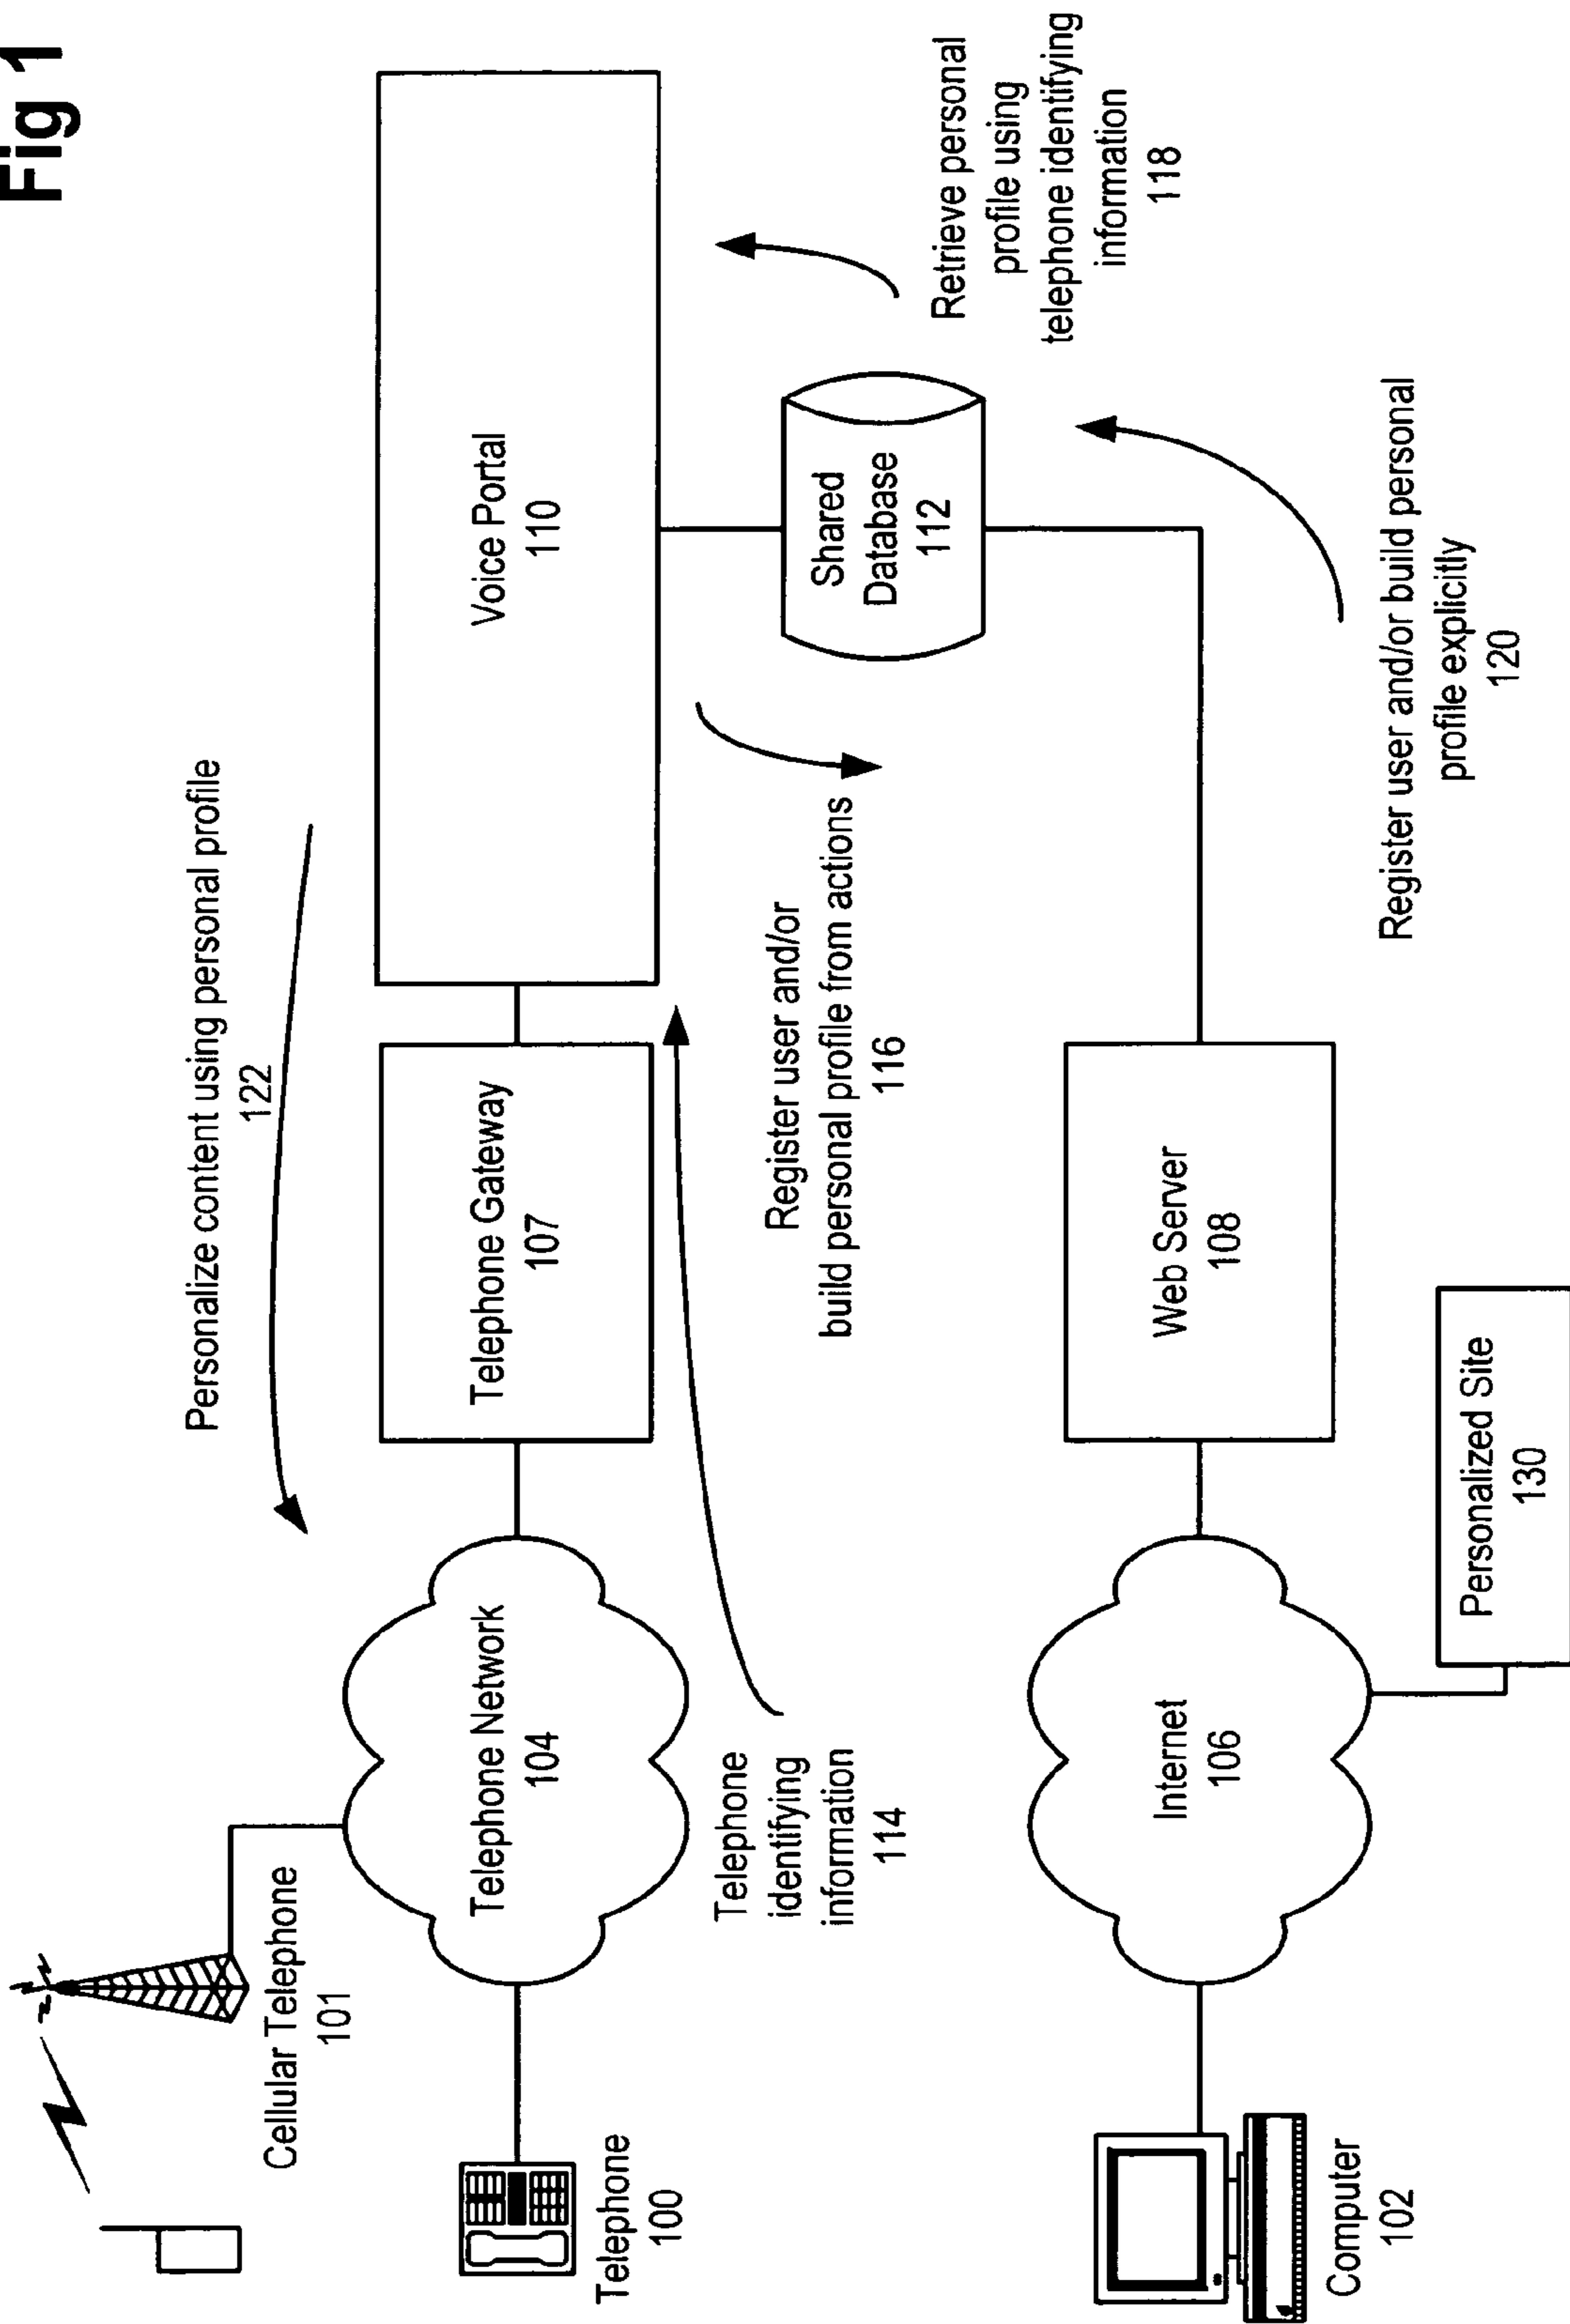 Fig 1
Personalize content using personal profile
122
Cellular Telephone
101
Telephone
100
Telephone Network
104
Telephone Gateway
107
Voice Portal
110
Telephone
identifying
information
114
Register user and/or
build personal profile from actions
116
Shared
Database
112
Retrieve personal
profile using
telephone identifying
information
118
Computer
102
Internet
106
Web Server
108
Personalized Site
130
Register user and/or build personal
profile explicitly
120